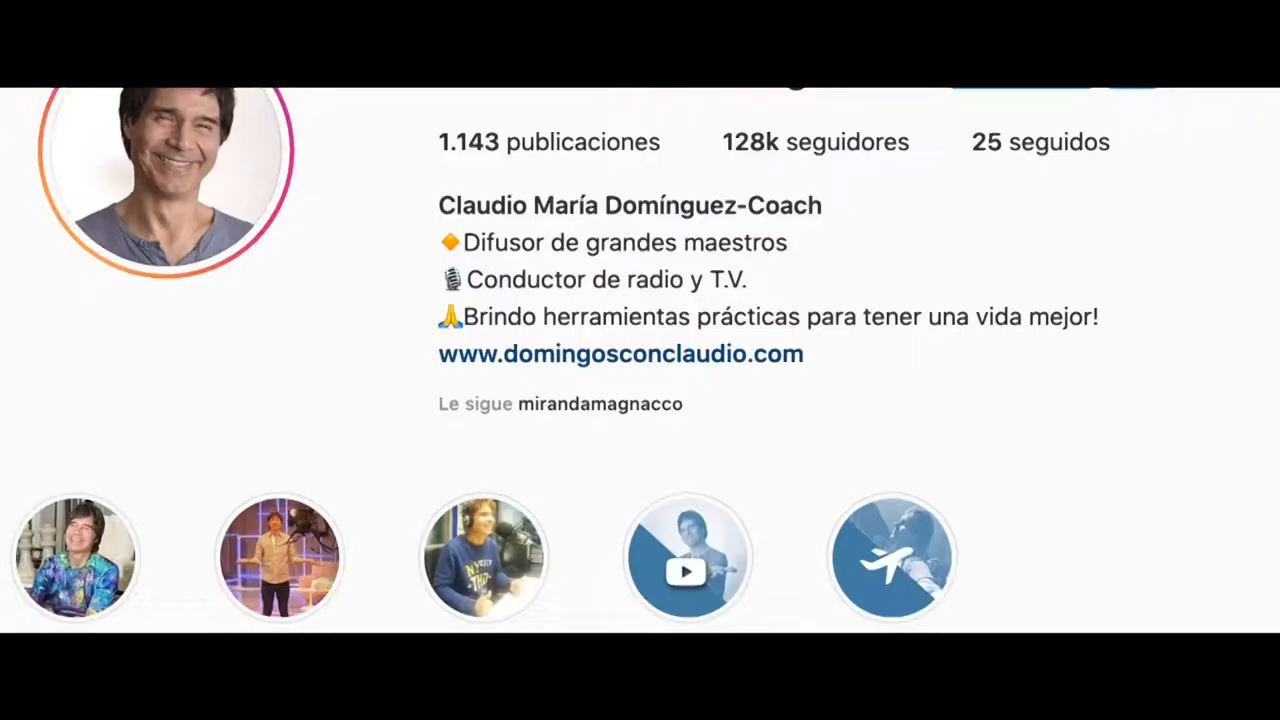 1.143 publicaciones 128k seguidores 25 seguidos
Claudio María Domínguez-Coach
🔸Difusor de grandes maestros
🎙Conductor de radio y T.V.
🙏Brindo herramientas prácticas para tener una vida mejor!
www.domingosconclaudio.com
Le sigue mirandamagnacco